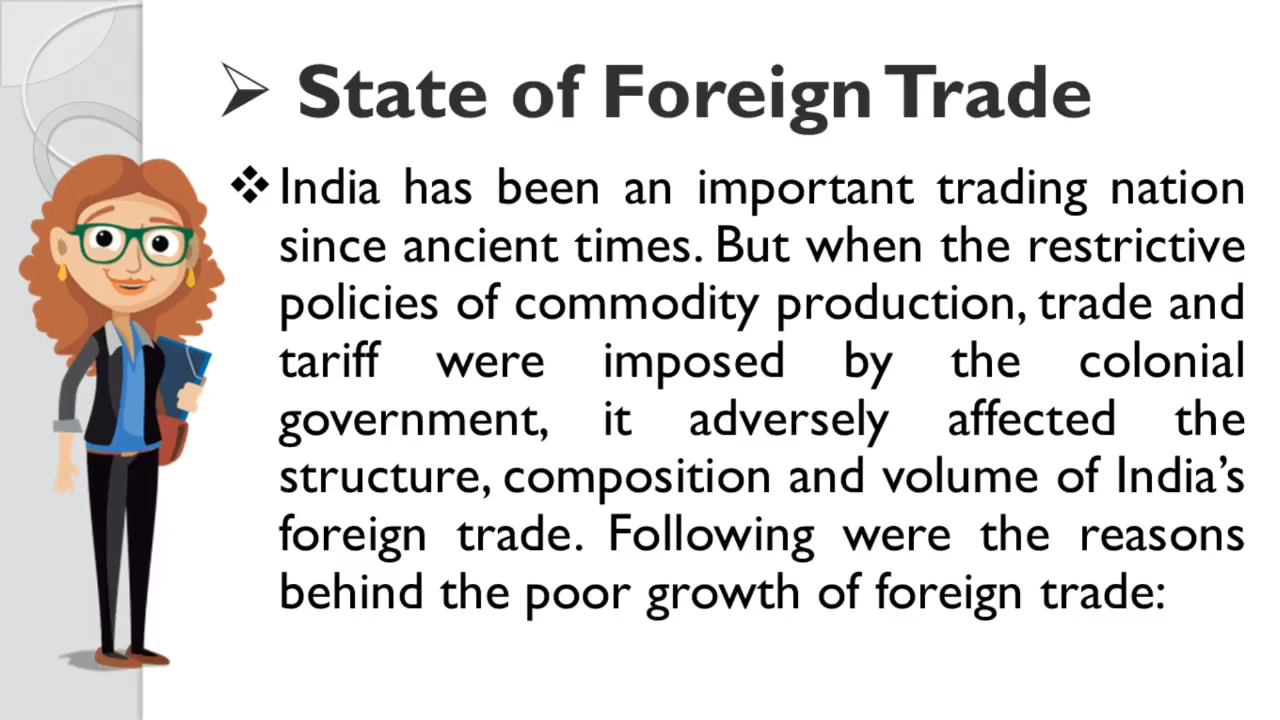 State of Foreign Trade
India has been an important trading nation
since ancient times. But when the restrictive
policies of commodity production, trade and
tariff were imposed by the colonial
government, it adversely affected the
structure, composition and volume of India's
foreign trade. Following were the reasons
behind the poor growth of foreign trade: